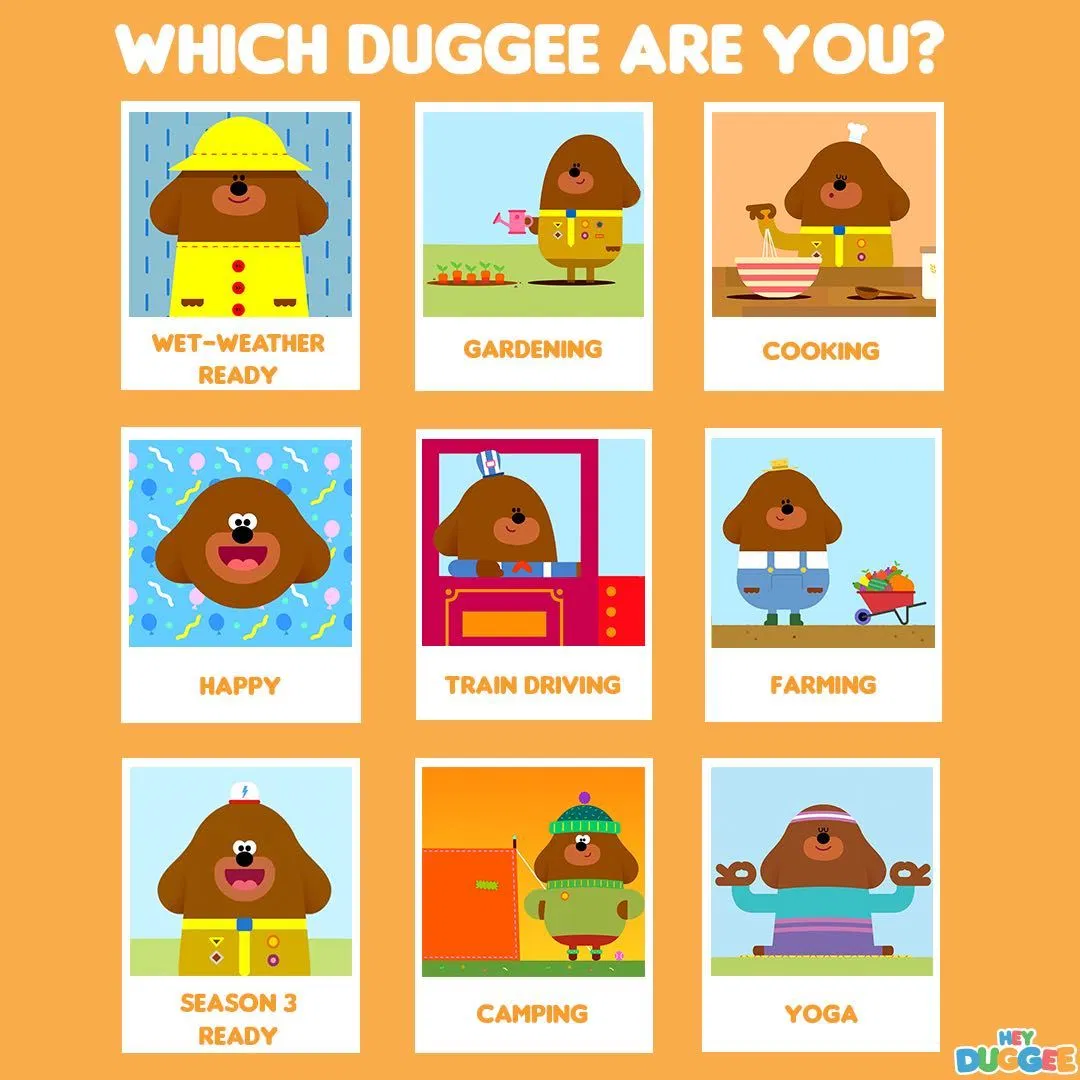 WHICH DUGGEE ARE YOU?
WET-WEATHER
READY
GARDENING
COOKING
HAPPY
TRAIN DRIVING
FARMING
SEASON 3
READY
CAMPING
YOGA
HEY
DUGGEE